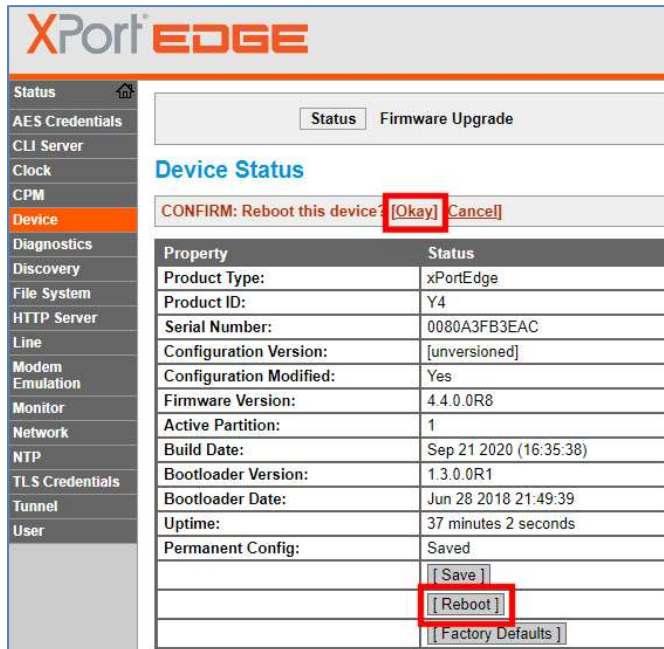 XPort EDGE
Status
AES Credentials
CLI Server
Clock
CPM
Device
Diagnostics
Discovery
File System
HTTP Server
Line
Modem
Emulation
Monitor
Network
NTP
TLS Credentials
Tunnel
User
Status Firmware Upgrade
Device Status
CONFIRM: Reboot this device? [Okay] [Cancel]
Property Status
Product Type: xPortEdge
Product ID: Y4
Serial Number: 0080A3FB3EAC
Configuration Version: [unversioned]
Configuration Modified: Yes
Firmware Version: 4.4.0.0R8
Active Partition: 1
Build Date: Sep 21 2020 (16:35:38)
Bootloader Version: 1.3.0.0R1
Bootloader Date: Jun 28 2018 21:49:39
Uptime: 37 minutes 2 seconds
Permanent Config: Saved
[ Save ]
[ Reboot ]
[ Factory Defaults ]